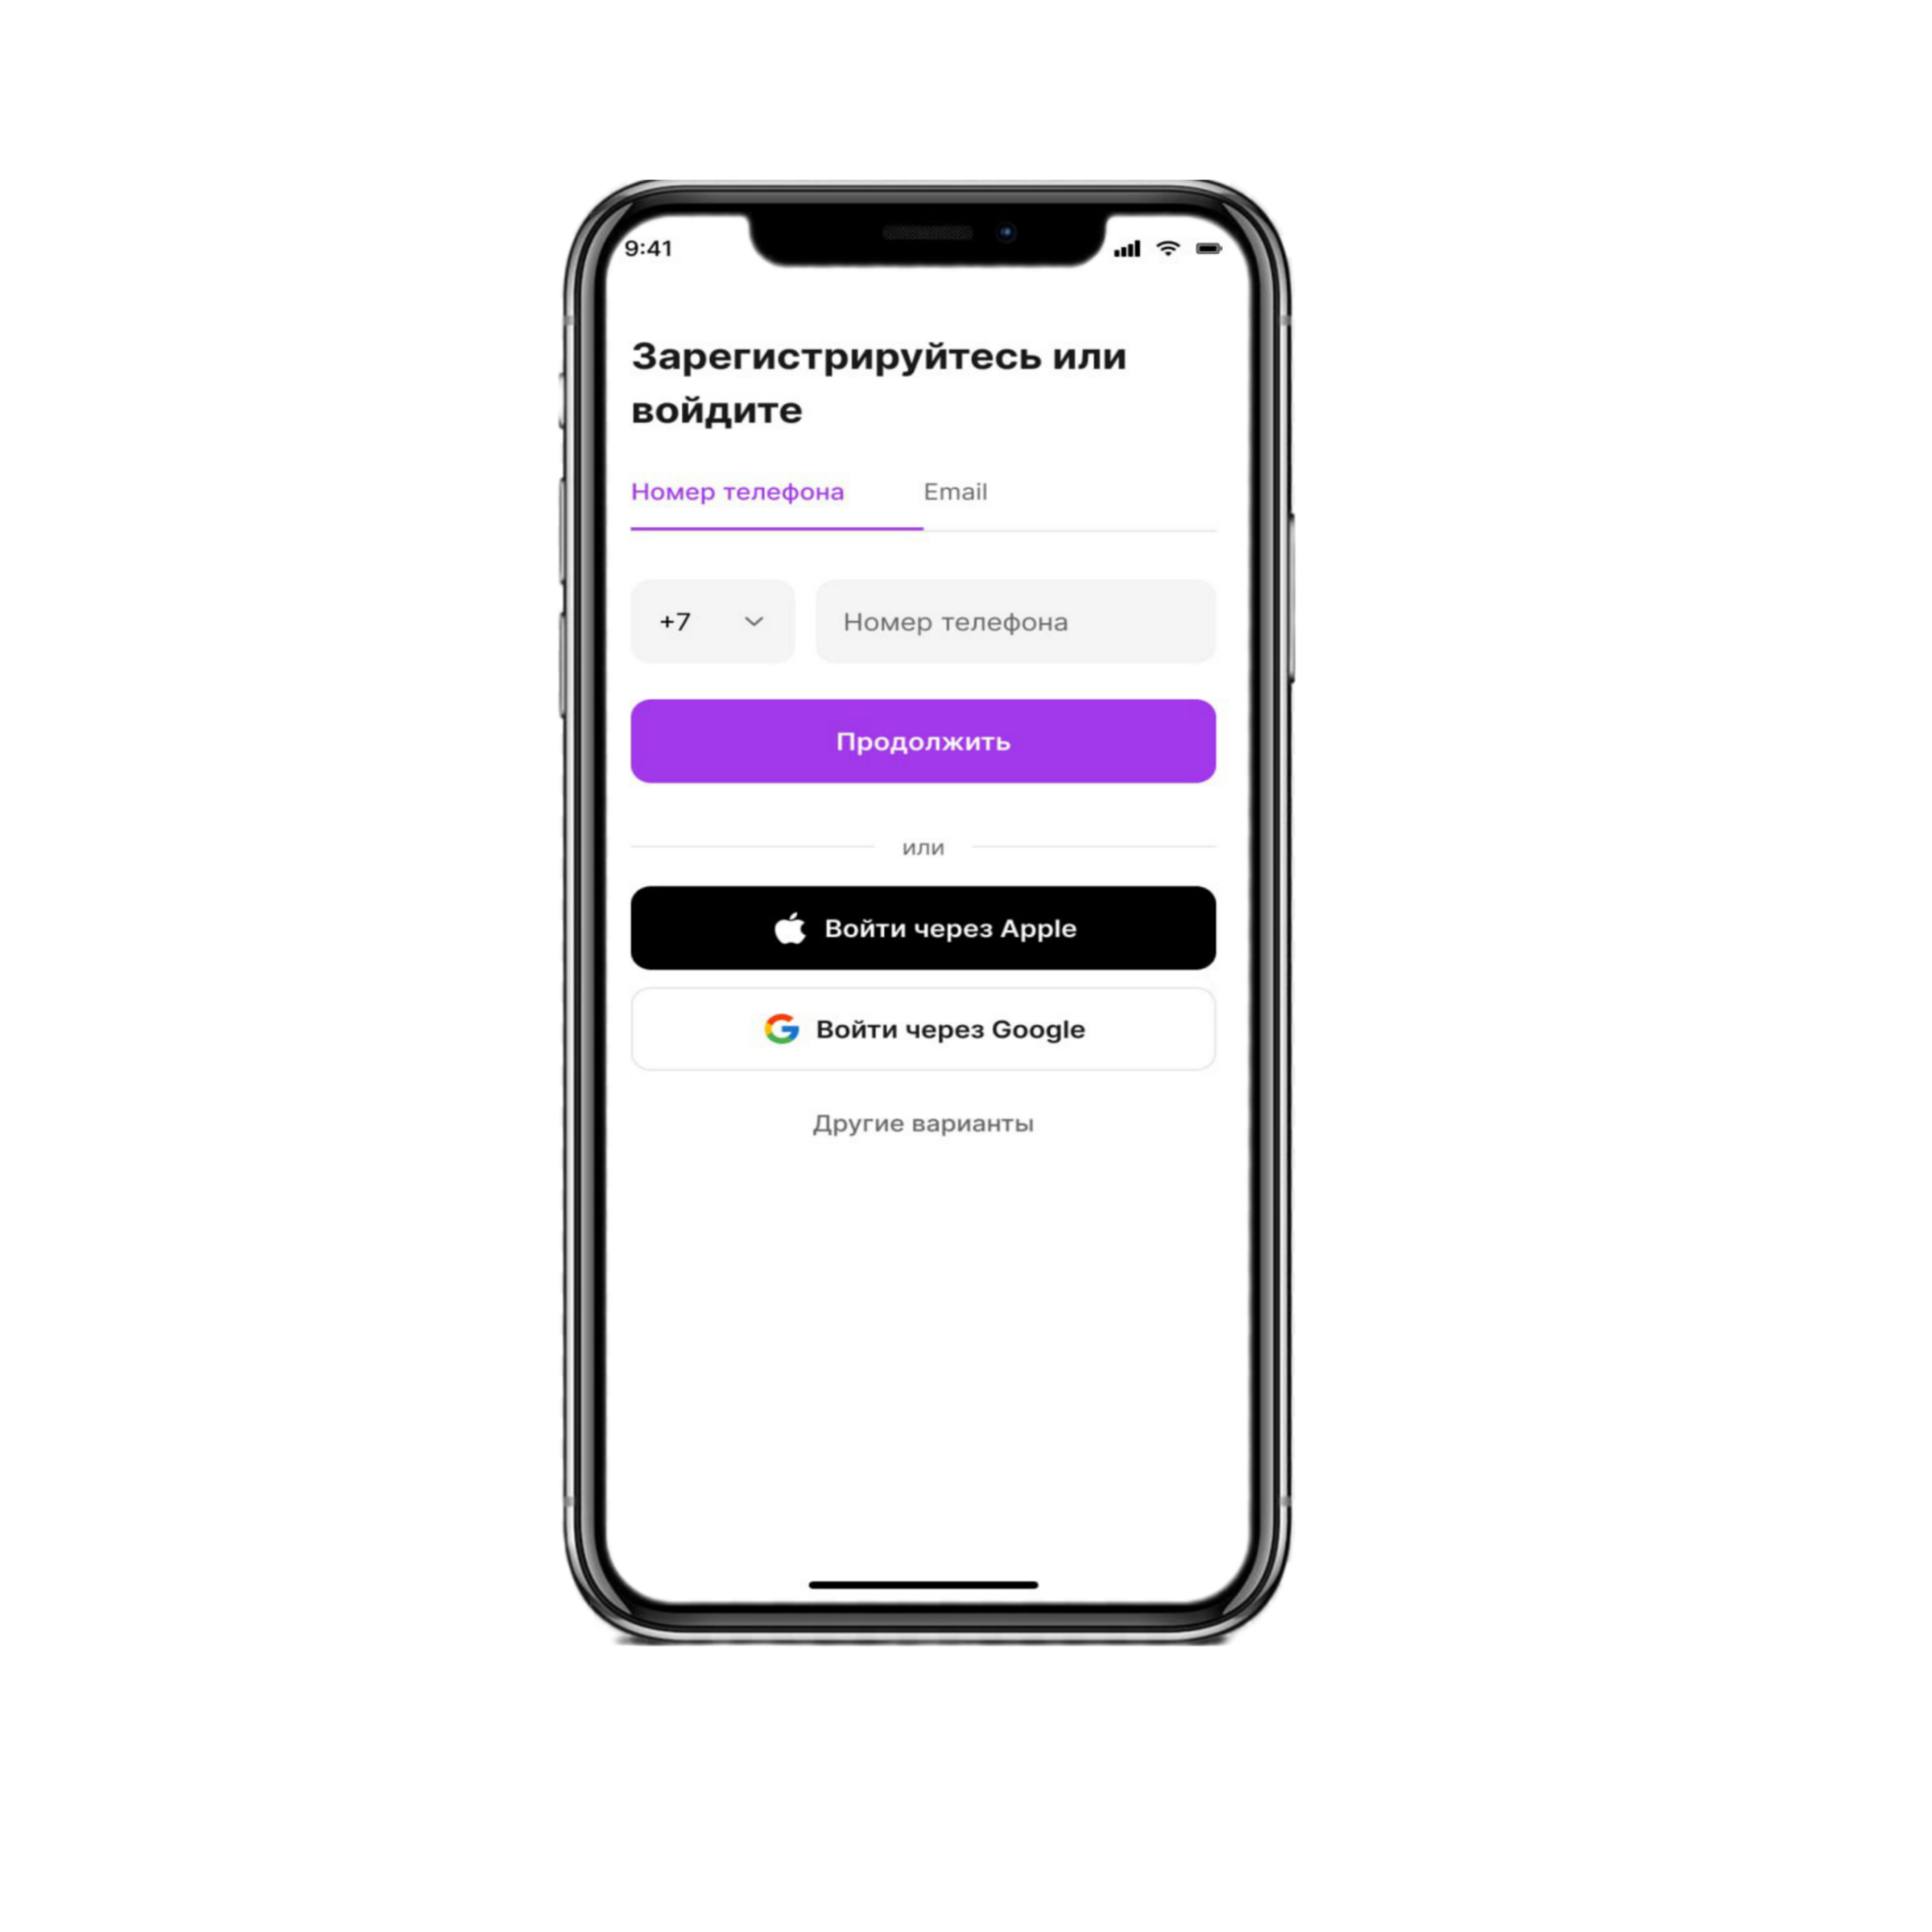 9:41
Зарегистрируйтесь или
войдите
Номер телефона Email
+7 Номер телефона
Продолжить
или
Войти через Apple
Войти через Google
Другие варианты